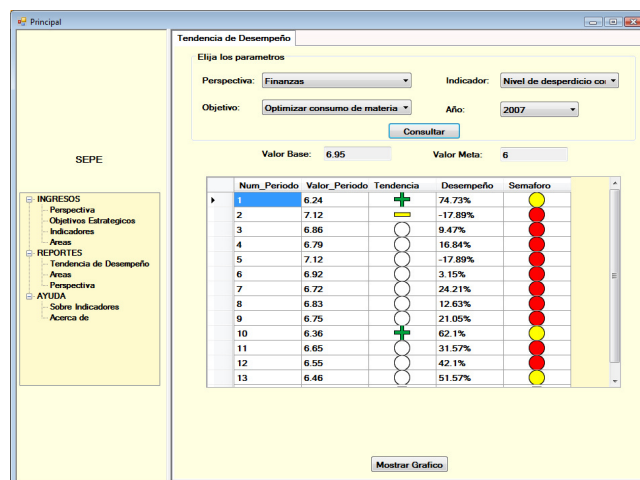 Principal
Tendencia de Desempeño
Elija los parametros
Perspectiva: Finanzas Indicador: Nivel de desperdicio co
Objetivo: Optimizar consumo de materia Año: 2007
Consultar
Valor Base: 6.95 Valor Meta: 6
SEPE
INGRESOS
Perspectiva
Objetivos Estrategicos
Indicadores
Areas
REPORTES
Tendencia de Desempeño
Areas
Perspectiva
AYUDA
Sobre Indicadores
Acerca de
Num_Periodo Valor_Periodo Tendencia Desempeño Semaforo
1 6.24 74.73%
2 7.12 -17.89%
3 6.86 9.47%
4 6.79 16.84%
5 7.12 -17.89%
6 6.92 3.15%
7 6.72 24.21%
8 6.83 12.63%
9 6.75 21.05%
10 6.36 62.1%
11 6.65 31.57%
12 6.55 42.1%
13 6.46 51.57%
Mostrar Grafico